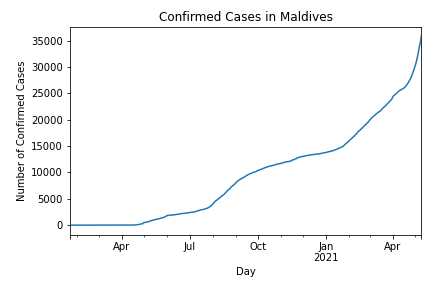 Confirmed Cases in Maldives
Number of Confirmed Cases
35000
30000
25000
20000
15000
10000
5000
0
Apr
Jul
Oct
Jan
2021
Apr
Day